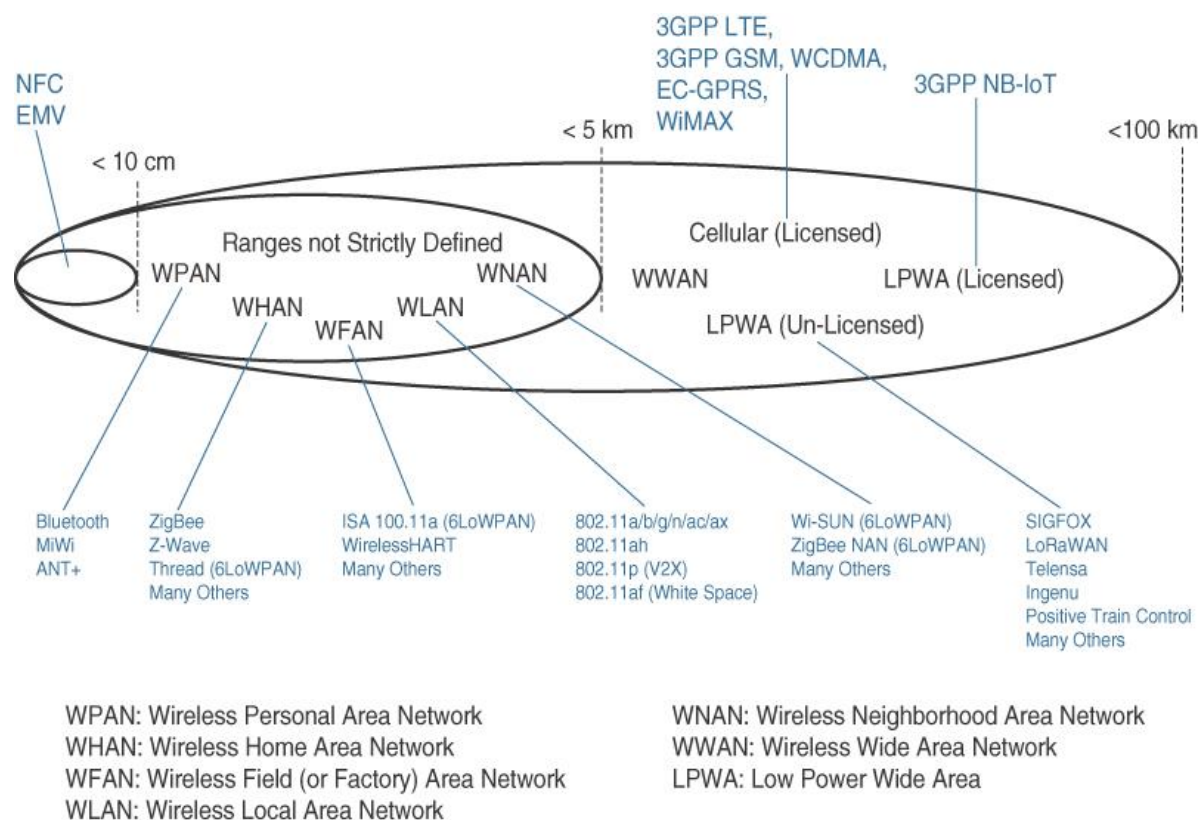 3GPP LTE,
3GPP GSM, WCDMA,
EC-GPRS,
WiMAX
3GPP NB-IoT
NFC
EMV
< 10 cm
< 5 km
<100 km
Ranges not Strictly Defined
Cellular (Licensed)
WPAN
WHAN
WFAN
WLAN
WNAN
WWAN
LPWA (Licensed)
LPWA (Un-Licensed)
Bluetooth
MiWi
ANT+
ZigBee
Z-Wave
Thread (6LoWPAN)
Many Others
ISA 100.11a (6LoWPAN)
WirelessHART
Many Others
802.11a/b/g/n/ac/ax
802.11ah
802.11p (V2X)
802.11af (White Space)
Wi-SUN (6LoWPAN)
ZigBee NAN (6LoWPAN)
Many Others
SIGFOX
LoRaWAN
Telensa
Ingenu
Positive Train Control
Many Others
WPAN: Wireless Personal Area Network
WHAN: Wireless Home Area Network
WFAN: Wireless Field (or Factory) Area Network
WLAN: Wireless Local Area Network
WNAN: Wireless Neighborhood Area Network
WWAN: Wireless Wide Area Network
LPWA: Low Power Wide Area